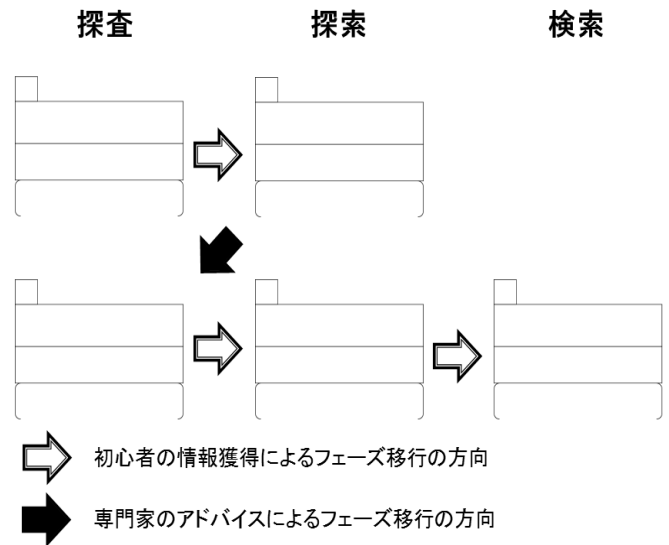 探査 探索 検索
初心者の情報獲得によるフェーズ移行の方向
専門家のアドバイスによるフェーズ移行の方向